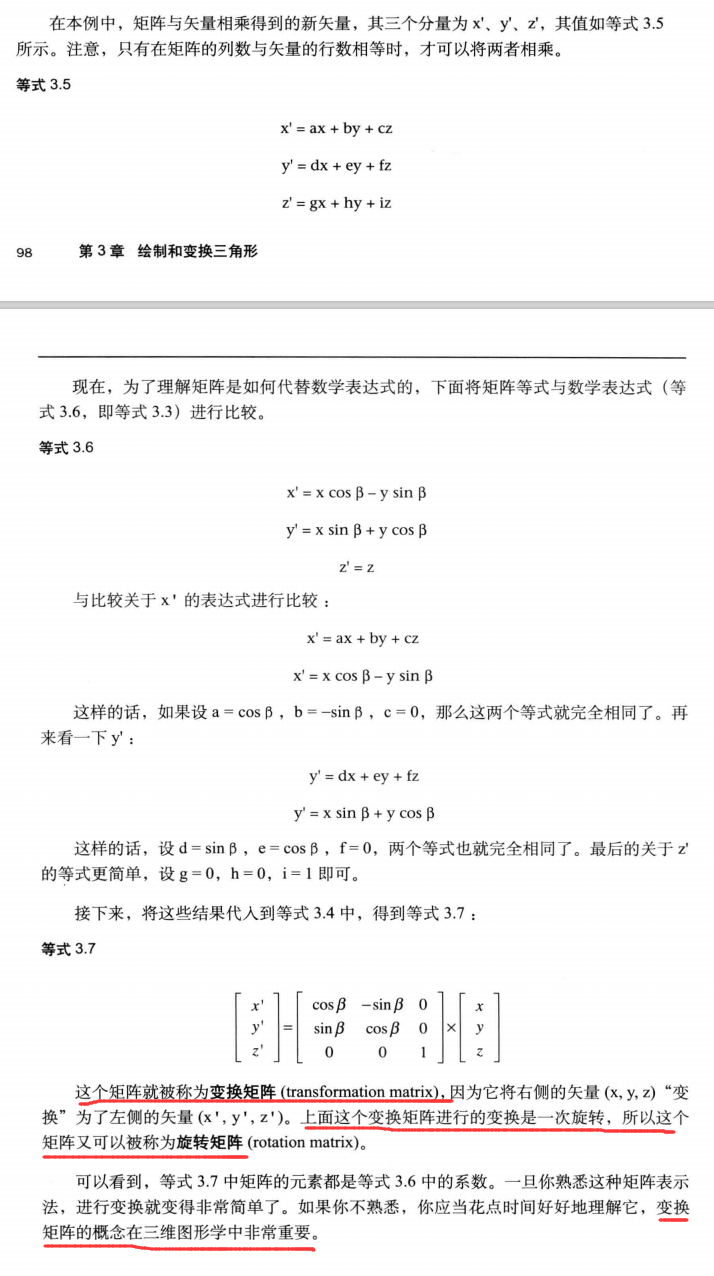 在本例中，矩阵与矢量相乘得到的新矢量，其三个分量为 x'、y'、z'，其值如等式 3.5
所示。注意，只有在矩阵的列数与矢量的行数相等时，才可以将两者相乘。
等式 3.5
x' = ax + by + cz
y' = dx + ey + fz
z' = gx + hy + iz
98 第 3 章 绘制和变换三角形
现在，为了理解矩阵是如何代替数学表达式的，下面将矩阵等式与数学表达式（等
式 3.6，即等式 3.3）进行比较。
等式 3.6
x' = x cos β – y sin β
y' = x sin β + y cos β
z' = z
与比较关于 x' 的表达式进行比较：
x' = ax + by + cz
x' = x cos β – y sin β
这样的话，如果设 a = cos β，b = –sin β，c = 0，那么这两个等式就完全相同了。再
来看一下 y'：
y' = dx + ey + fz
y' = x sin β + y cos β
这样的话，设 d = sin β，e = cos β，f = 0，两个等式也就完全相同了。最后的关于 z'
的等式更简单，设 g = 0，h = 0，i = 1 即可。
接下来，将这些结果代入到等式 3.4 中，得到等式 3.7：
等式 3.7
x' cos β –sin β 0 x
y' = sin β cos β 0 × y
z' 0 0 1 z
这个矩阵就被称为变换矩阵 (transformation matrix)，因为它将右侧的矢量 (x, y, z)“变
换”为了左侧的矢量 (x', y', z')。上面这个变换矩阵进行的变换是一次旋转，所以这个
矩阵又可以被称为旋转矩阵 (rotation matrix)。
可以看到，等式 3.7 中矩阵的元素都是等式 3.6 中的系数。一旦你熟悉这种矩阵表示
法，进行变换就变得非常简单了。如果你不熟悉，你应当花点时间好好地理解它，变换
矩阵的概念在三维图形学中非常重要。